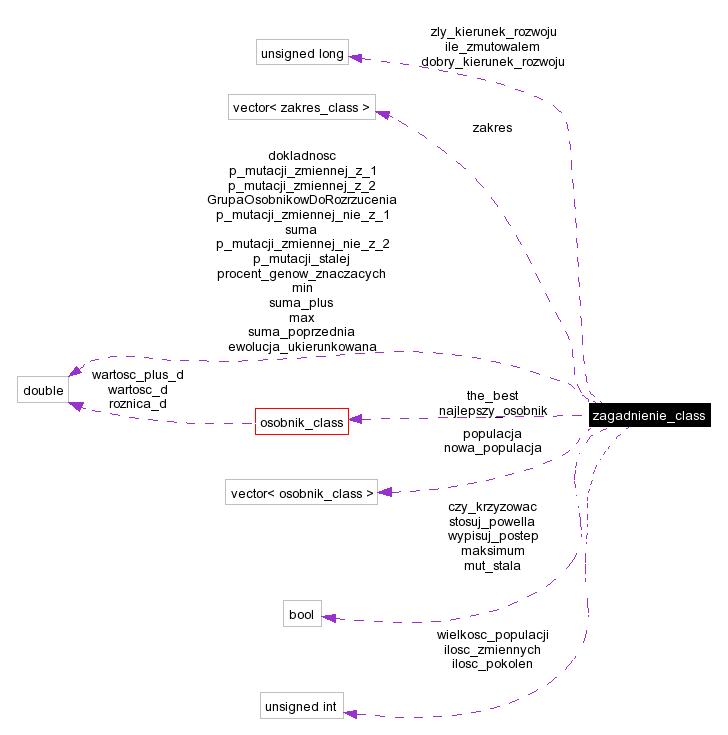 zly_kierunek_rozwoju
ile_zmutowalem
dobry_kierunek_rozwoju
unsigned long
vector< zakres_class >
zakres
dokladnosc
p_mutacji_zmiennej_z_1
p_mutacji_zmiennej_z_2
GrupaOsobnikowDoRozrzucenia
p_mutacji_zmiennej_nie_z_1
suma
p_mutacji_zmiennej_nie_z_2
p_mutacji_stalej
procent_genow_znaczacych
min
suma_plus
max
suma_poprzednia
ewolucja_ukierunkowana
double
wartosc_plus_d
wartosc_d
roznica_d
osobnik_class
the_best
najlepszy_osobnik
zagadnienie_class
populacja
nowa_populacja
vector< osobnik_class >
czy_krzyzowac
stosuj_powella
wypisuj_postep
maksimum
mut_stala
bool
wielkosc_populacji
ilosc_zmiennych
ilosc_pokolen
unsigned int